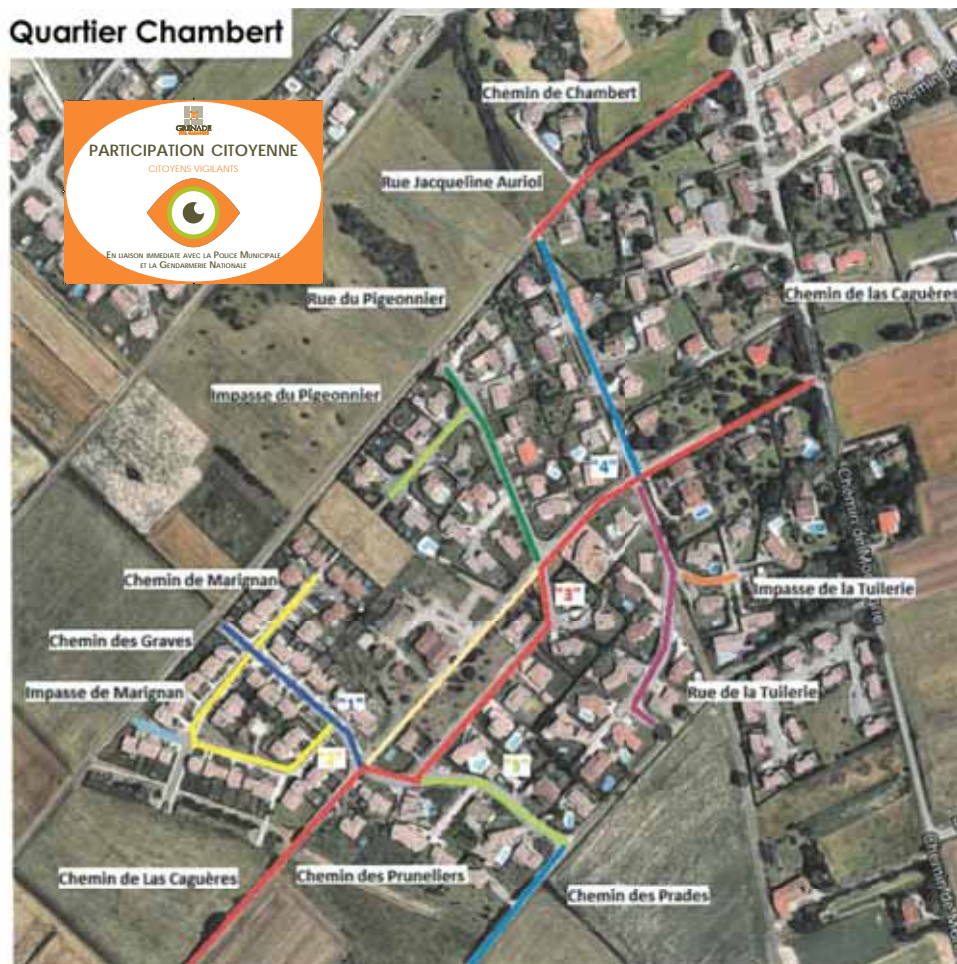 Quartier Chambert
GRENADE
PARTICIPATION CITOYENNE
CITOYENS VIGILANTS
EN LIAISON IMMEDIATE AVEC LA POLICE MUNICIPALE
ET LA GENDARMERIE NATIONALE
Chemin de Chambert
Rue Jacqueline Auriol
Rue du Pigeonnier
Chemin de las Caguères
Impasse du Pigeonnier
"4"
Chemin de Marignan
"3"
Impasse de la Tuilerie
Chemin des Graves
Impasse de Marignan
"1"
Rue de la Tuilerie
"2"
"5"
Chemin de Las Caguères
Chemin des Pruneliers
Chemin des Prades